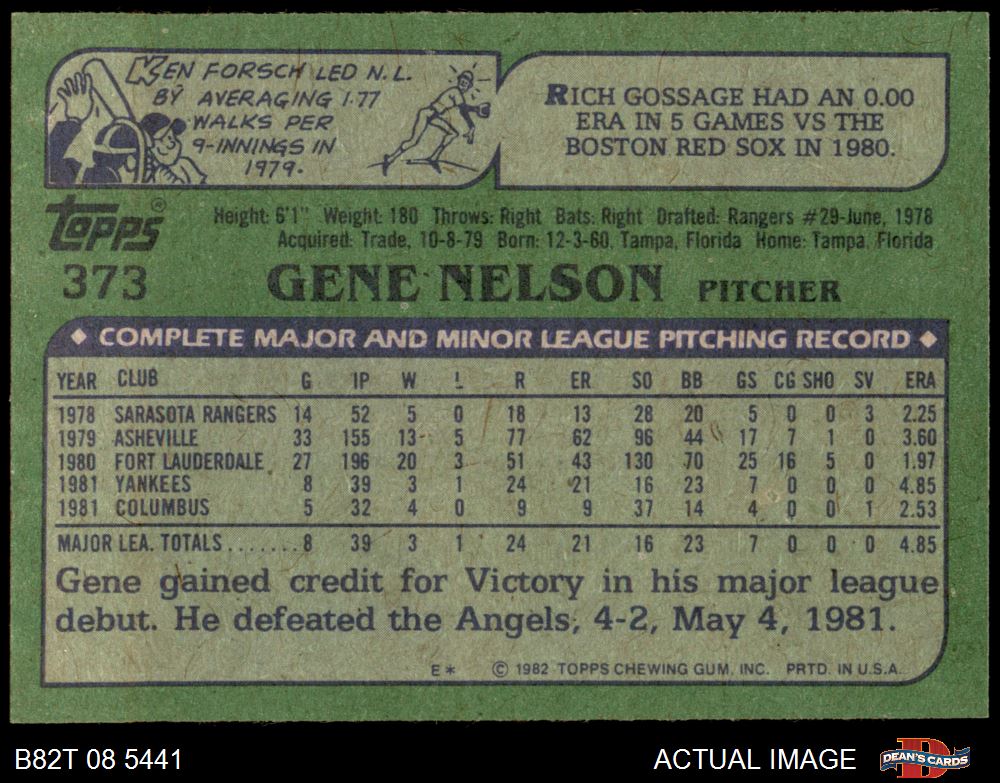 KEN FORSCH LED N.L.
BY AVERAGING 1.77
WALKS PER
9-INNINGS IN
1979.
RICH GOSSAGE HAD AN 0.00
ERA IN 5 GAMES VS THE
BOSTON RED SOX IN 1980.
TOPPS®
Height: 6'1" Weight: 180 Throws: Right Bats: Right Drafted: Rangers #29-June, 1978
Acquired: Trade, 10-8-79 Born: 12-3-60, Tampa, Florida Home: Tampa, Florida
373 GENE NELSON PITCHER
◆ COMPLETE MAJOR AND MINOR LEAGUE PITCHING RECORD ◆
YEAR CLUB G IP W L R ER SO BB GS CG SHO SV ERA
1978 SARASOTA RANGERS 14 52 5 0 18 13 28 20 5 0 0 3 2.25
1979 ASHEVILLE 33 155 13 5 77 62 96 44 17 7 1 0 3.60
1980 FORT LAUDERDALE 27 196 20 3 51 43 130 70 25 16 5 0 1.97
1981 YANKEES 8 39 3 1 24 21 16 23 7 0 0 0 4.85
1981 COLUMBUS 5 32 4 0 9 9 37 14 4 0 0 1 2.53
MAJOR LEA. TOTALS.......8 39 3 1 24 21 16 23 7 0 0 0 4.85
Gene gained credit for Victory in his major league
debut. He defeated the Angels, 4-2, May 4, 1981.
E* © 1982 TOPPS CHEWING GUM, INC. PRTD. IN U.S.A.
B82T 08 5441 ACTUAL IMAGE DEAN'S CARDS